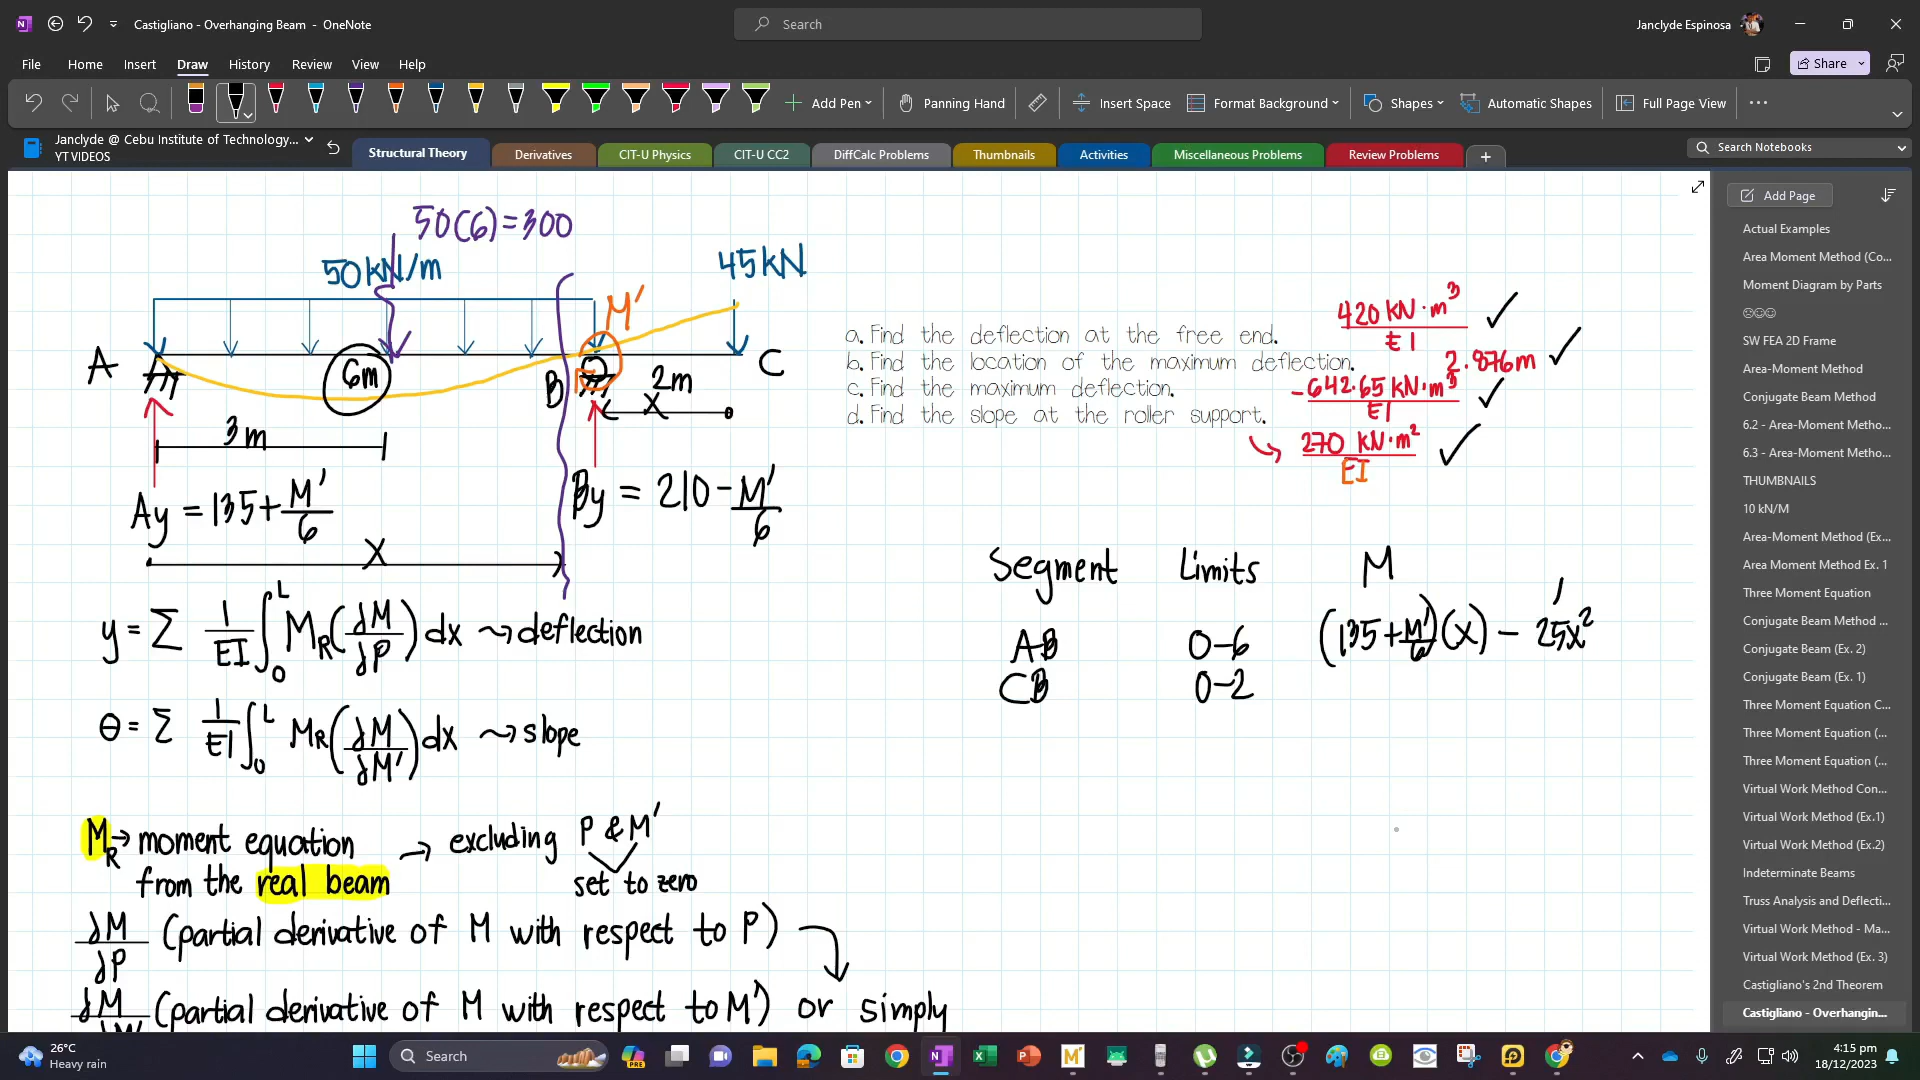 Castigliano - Overhanging Beam - OneNote
Search
Janclyde Espinosa
File Home Insert Draw History Review View Help
Share
Add Pen
Panning Hand
Insert Space
Format Background
Shapes
Automatic Shapes
Full Page View
Janclyde @ Cebu Institute of Technology...
YT VIDEOS
Structural Theory
Derivatives
CIT-U Physics
CIT-U CC2
DiffCalc Problems
Thumbnails
Activities
Miscellaneous Problems
Review Problems
Search Notebooks
Add Page
Actual Examples
Area Moment Method (Co...
Moment Diagram by Parts
☹☺☺
SW FEA 2D Frame
Area-Moment Method
Conjugate Beam Method
6.2 - Area-Moment Metho...
6.3 - Area-Moment Metho...
THUMBNAILS
10 kN/M
Area-Moment Method (Ex...
Area Moment Method Ex. 1
Three Moment Equation
Conjugate Beam Method ...
Conjugate Beam (Ex. 2)
Conjugate Beam (Ex. 1)
Three Moment Equation C...
Three Moment Equation (...
Three Moment Equation (...
Virtual Work Method Con...
Virtual Work Method (Ex.1)
Virtual Work Method (Ex.2)
Indeterminate Beams
Truss Analysis and Deflecti...
Virtual Work Method - Ma...
Virtual Work Method (Ex. 3)
Castigliano's 2nd Theorem
Castigliano - Overhangin...
50(6)=300
50kN/m
45kN
M'
A
6m
B
2m
C
X
3m
Ay = 135+M'/6
By = 210-M'/6
X
a. Find the deflection at the free end.
420 KN·m³/EI
b. Find the location of the maximum deflection.
2.876m
c. Find the maximum deflection.
-642.65 KN·m³/EI
d. Find the slope at the roller support.
270 KN·m²/EI
Segment Limits M
AB 0-6 (135+M'/6)(x) - 25x²
CB 0-2
y = Σ 1/EI ∫₀ᴸ M_R(∂M/∂P)dx ⤳ deflection
θ = Σ 1/EI ∫₀ᴸ M_R(∂M/∂M')dx ⤳ slope
M_R → moment equation → excluding P & M'
from the real beam set to zero
∂M/∂P (partial derivative of M with respect to P)
(partial derivative of M with respect to M') or simply
26°C
Heavy rain
Search
4:15 pm
18/12/2023